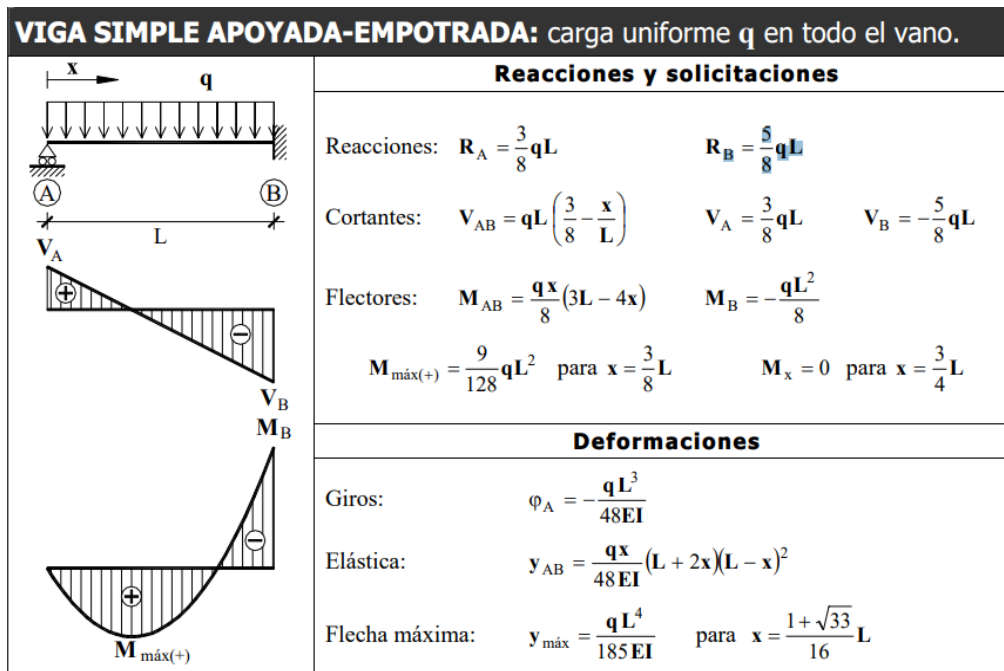 VIGA SIMPLE APOYADA-EMPOTRADA: carga uniforme q en todo el vano.
x
q
A
B
L
V_A
+
−
V_B
M_B
−
+
M máx(+)
Reacciones y solicitaciones
Reacciones: R_A = 3/8 qL R_B = 5/8 qL
Cortantes: V_AB = qL(3/8 − x/L) V_A = 3/8 qL V_B = −5/8 qL
Flectores: M_AB = qx/8 (3L − 4x) M_B = −qL²/8
M_máx(+) = 9/128 qL² para x = 3/8 L M_x = 0 para x = 3/4 L
Deformaciones
Giros: φ_A = −qL³/48EI
Elástica: y_AB = qx/48EI (L + 2x)(L − x)²
Flecha máxima: y_máx = qL⁴/185EI para x = (1+√33)/16 L